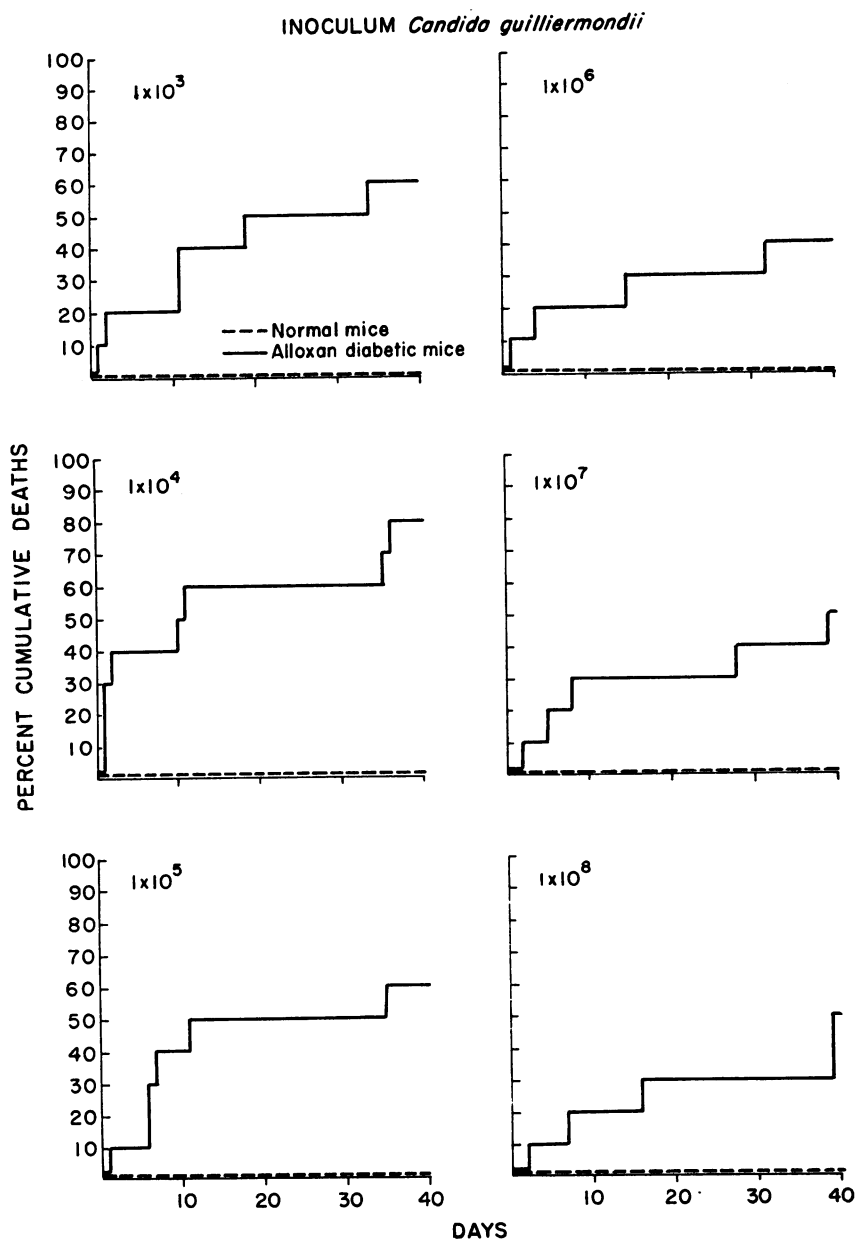 INOCULUM Candida guilliermondii
1x10³
100
90
80
70
60
50
40
30
20
10
Normal mice
Alloxan diabetic mice
1x10⁶
PERCENT CUMULATIVE DEATHS
1x10⁴
100
90
80
70
60
50
40
30
20
10
1x10⁷
1x10⁵
100
90
80
70
60
50
40
30
20
10
10 20 30 40
1x10⁸
10 20 30 40
DAYS